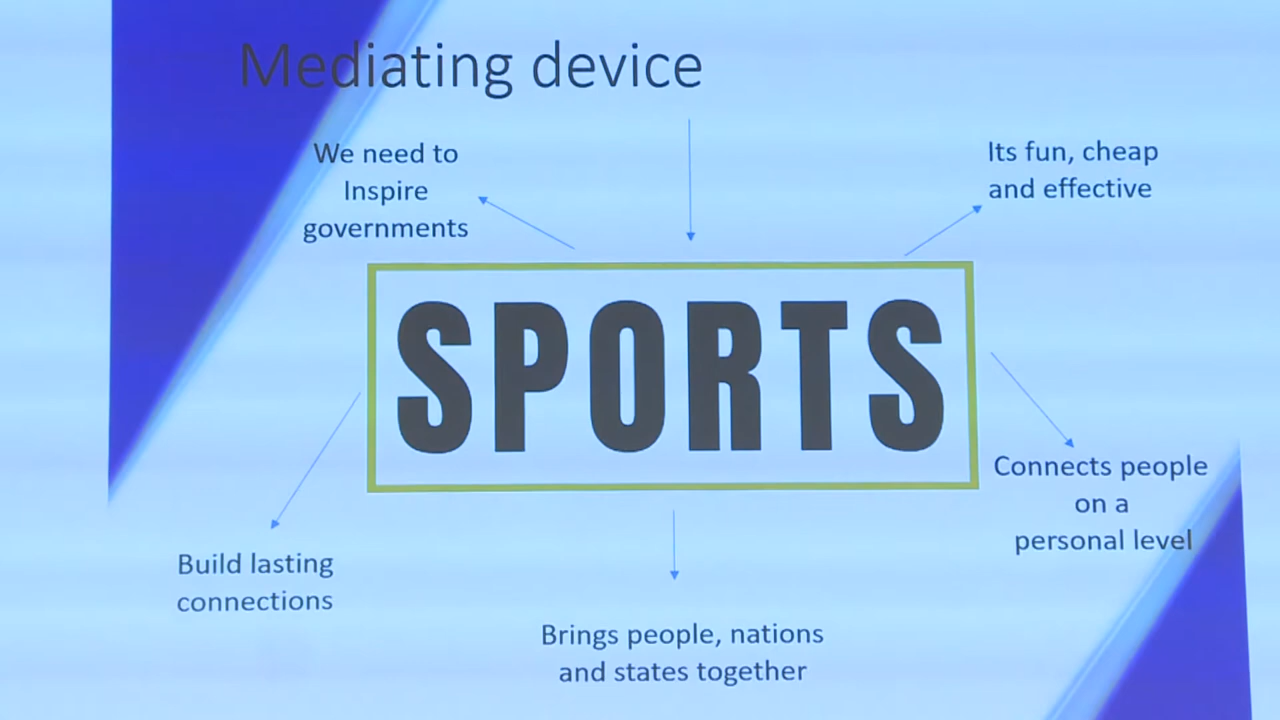 Mediating device
We need to
Inspire
governments
Its fun, cheap
and effective
SPORTS
Connects people
on a
personal level
Build lasting
connections
Brings people, nations
and states together